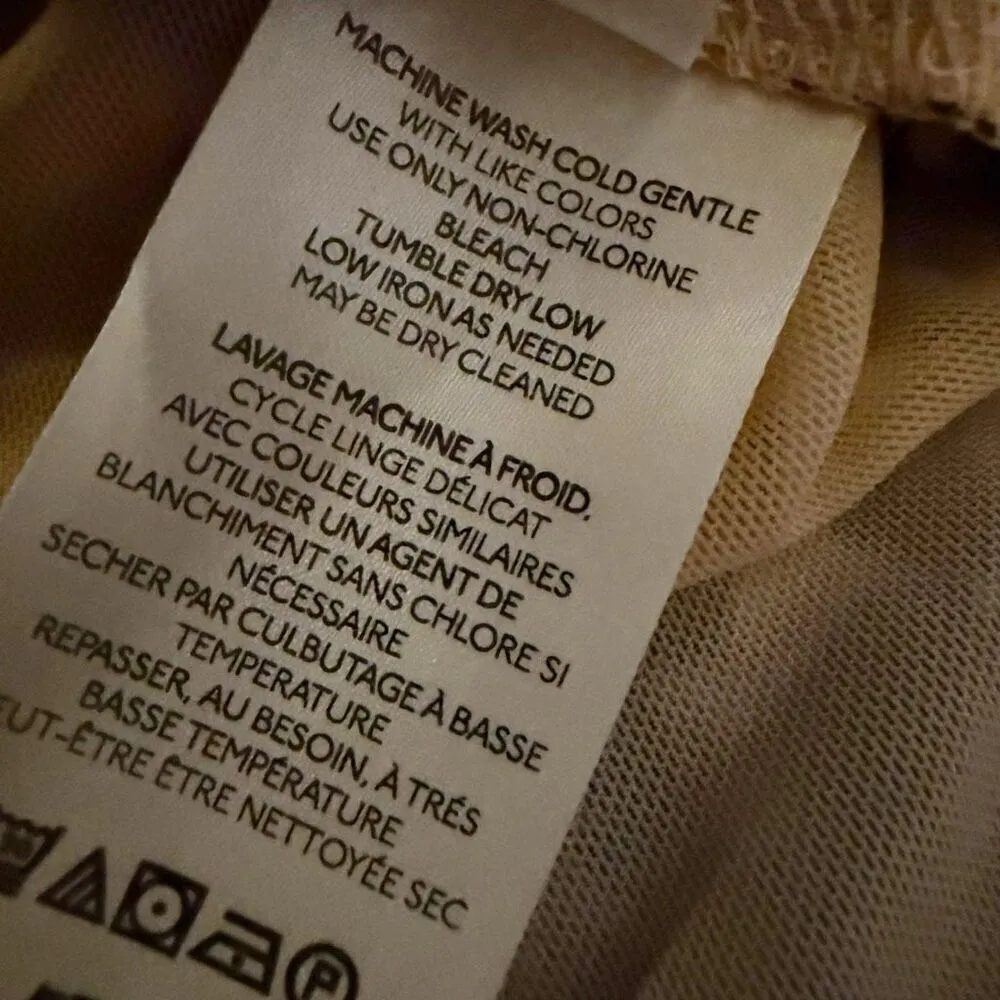 MACHINE WASH COLD GENTLE
WITH LIKE COLORS
USE ONLY NON-CHLORINE
BLEACH
TUMBLE DRY LOW
LOW IRON AS NEEDED
MAY BE DRY CLEANED
LAVAGE MACHINE À FROID,
CYCLE LINGE DÉLICAT
AVEC COULEURS SIMILAIRES
UTILISER UN AGENT DE
BLANCHIMENT SANS CHLORE SI
NÉCESSAIRE
SECHER PAR CULBUTAGE À BASSE
TEMPERATURE
REPASSER, AU BESOIN, À TRÉS
BASSE TEMPÉRATURE
ÊTRE NETTOYÉE SEC
P